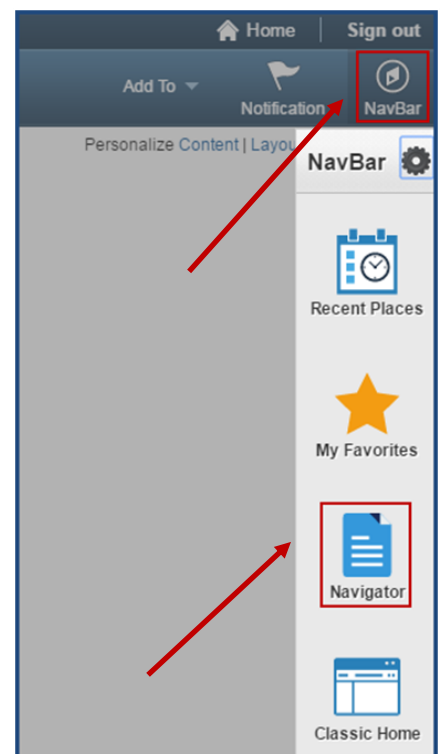 Home | Sign out
Add To
Notification
NavBar
Personalize Content | Layou
NavBar
Recent Places
My Favorites
Navigator
Classic Home